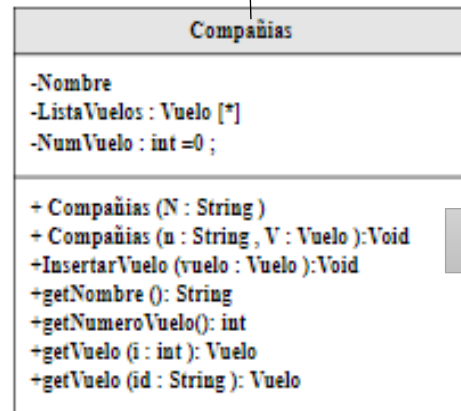 Compañias
-Nombre
-ListaVuelos : Vuelo [*]
-NumVuelo : int =0 ;
+ Compañias (N : String )
+ Compañias (n : String , V : Vuelo ):Void
+InsertarVuelo (vuelo : Vuelo ):Void
+getNombre (): String
+getNumeroVuelo(): int
+getVuelo (i : int ): Vuelo
+getVuelo (id : String ): Vuelo